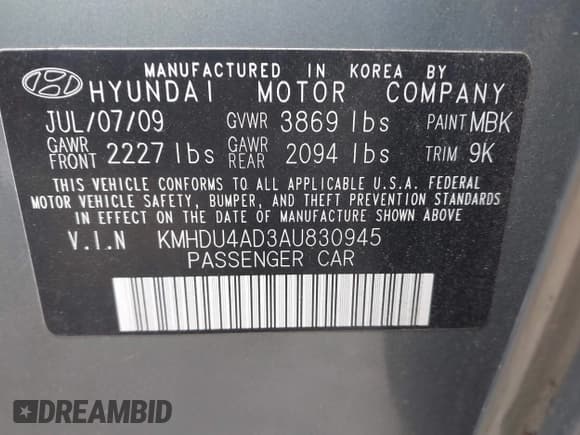 MANUFACTURED IN KOREA BY
HYUNDAI MOTOR COMPANY
JUL/07/09 GVWR 3869 lbs PAINT MBK
GAWR FRONT 2227 lbs GAWR REAR 2094 lbs TRIM 9K
THIS VEHICLE CONFORMS TO ALL APPLICABLE U.S.A. FEDERAL
MOTOR VEHICLE SAFETY, BUMPER, AND THEFT PREVENTION STANDARDS
IN EFFECT ON THE DATE OF MANUFACTURE SHOWN ABOVE.
V.I.N KMHDU4AD3AU830945
PASSENGER CAR
DREAMBID